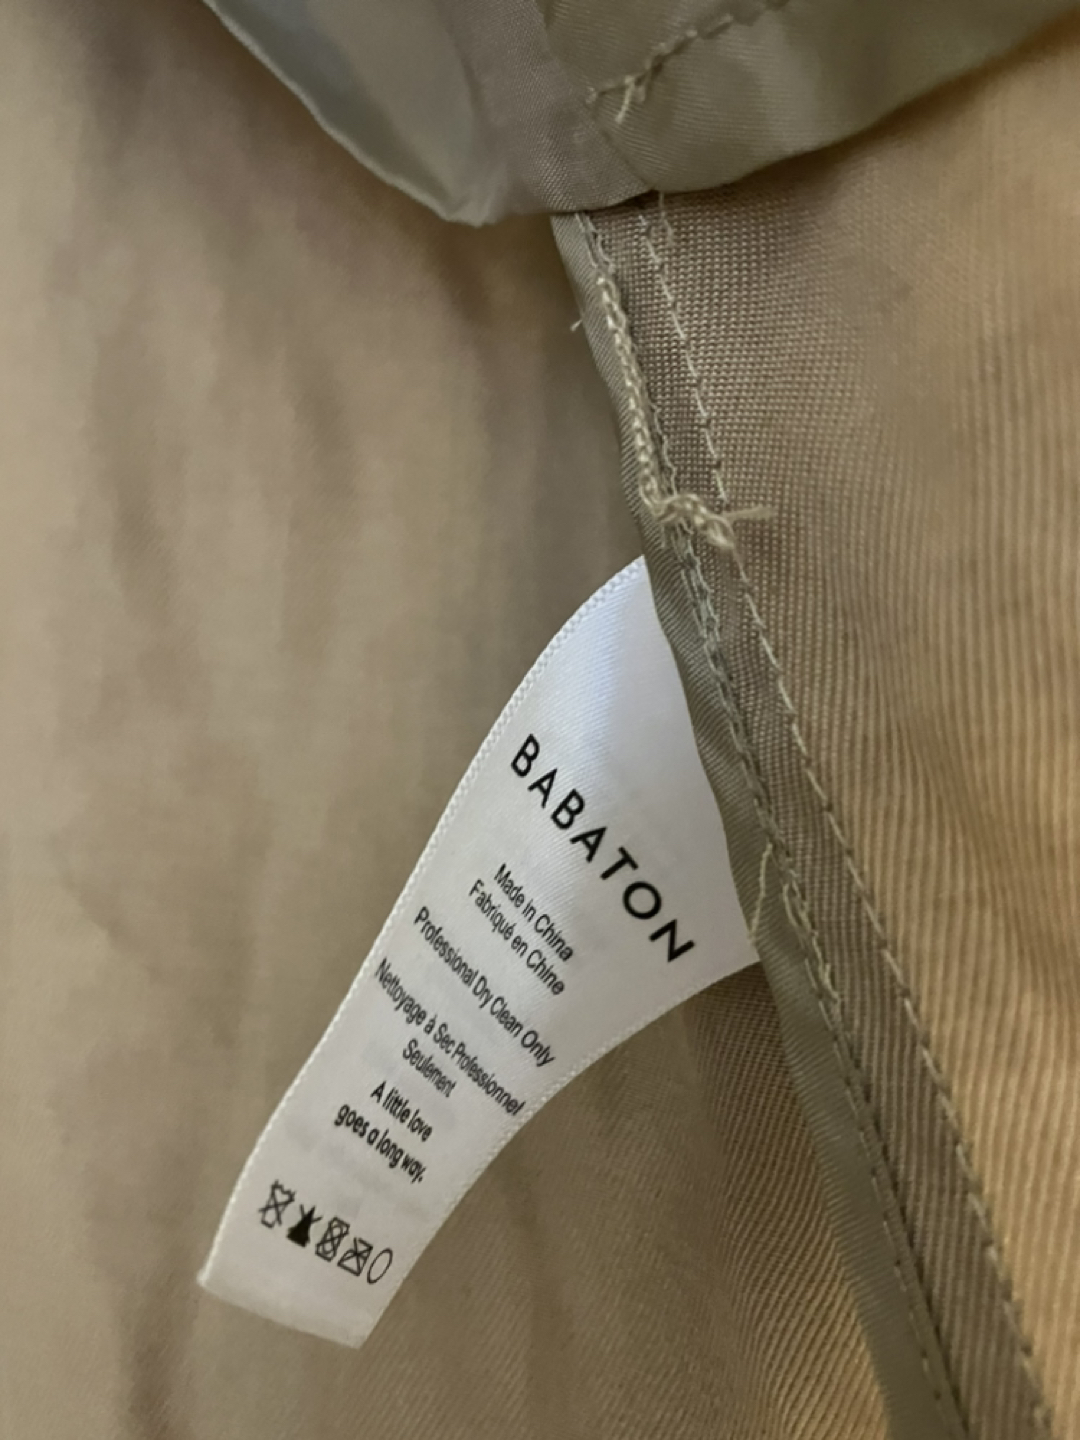 BABATON
Made in China
Fabriqué en Chine
Professional Dry Clean Only
Nettoyage à Sec Professionnel
Seulement
A little love
goes a long way.